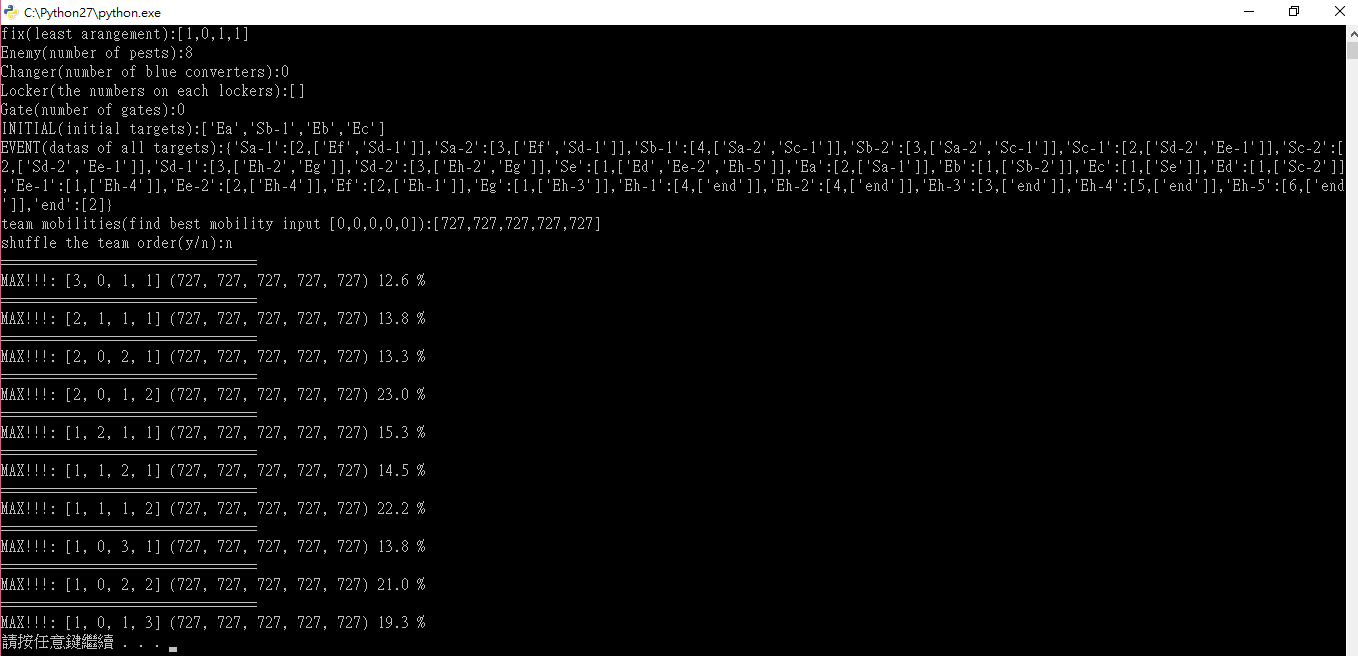 C:\Python27\python.exe
fix(least arangement):[1,0,1,1]
Enemy(number of pests):8
Changer(number of blue converters):0
Locker(the numbers on each lockers):[]
Gate(number of gates):0
INITIAL(initial targets):['Ea','Sb-1','Eb','Ec']
EVENT(datas of all targets):{'Sa-1':[2,['Ef','Sd-1']],'Sa-2':[3,['Ef','Sd-1']],'Sb-1':[4,['Sa-2','Sc-1']],'Sb-2':[3,['Sa-2','Sc-1']],'Sc-1':[2,['Sd-2','Ee-1']],'Sc-2':[
2,['Sd-2','Ee-1']],'Sd-1':[3,['Eh-2','Eg']],'Sd-2':[3,['Eh-2','Eg']],'Se':[1,['Ed','Ee-2','Eh-5']],'Ea':[2,['Sa-1']],'Eb':[1,['Sb-2']],'Ec':[1,['Se']],'Ed':[1,['Sc-2']]
,'Ee-1':[1,['Eh-4']],'Ee-2':[2,['Eh-4']],'Ef':[2,['Eh-1']],'Eg':[1,['Eh-3']],'Eh-1':[4,['end']],'Eh-2':[4,['end']],'Eh-3':[3,['end']],'Eh-4':[5,['end']],'Eh-5':[6,['end
']],'end':[2]}
team mobilities(find best mobility input [0,0,0,0,0]):[727,727,727,727,727]
shuffle the team order(y/n):n
================================
MAX!!!: [3, 0, 1, 1] (727, 727, 727, 727, 727) 12.6 %
================================
MAX!!!: [2, 1, 1, 1] (727, 727, 727, 727, 727) 13.8 %
================================
MAX!!!: [2, 0, 2, 1] (727, 727, 727, 727, 727) 13.3 %
================================
MAX!!!: [2, 0, 1, 2] (727, 727, 727, 727, 727) 23.0 %
================================
MAX!!!: [1, 2, 1, 1] (727, 727, 727, 727, 727) 15.3 %
================================
MAX!!!: [1, 1, 2, 1] (727, 727, 727, 727, 727) 14.5 %
================================
MAX!!!: [1, 1, 1, 2] (727, 727, 727, 727, 727) 22.2 %
================================
MAX!!!: [1, 0, 3, 1] (727, 727, 727, 727, 727) 13.8 %
================================
MAX!!!: [1, 0, 2, 2] (727, 727, 727, 727, 727) 21.0 %
================================
MAX!!!: [1, 0, 1, 3] (727, 727, 727, 727, 727) 19.3 %
請按任意鍵繼續 . . .